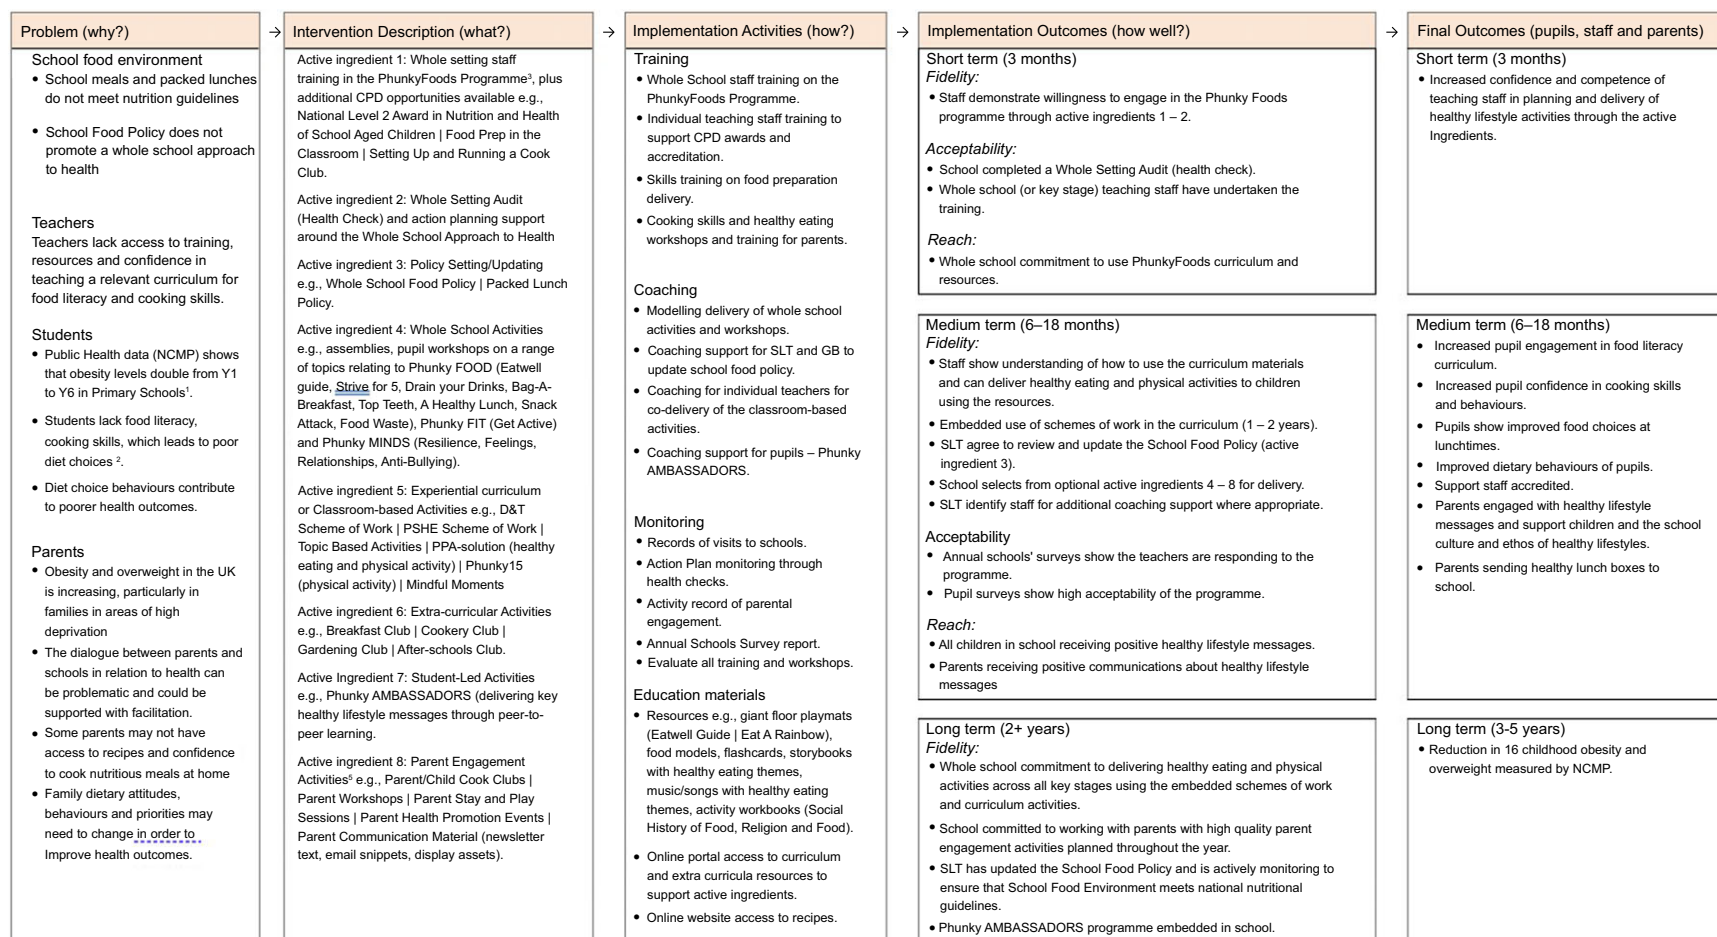 Problem (why?)
School food environment
• School meals and packed lunches
do not meet nutrition guidelines
• School Food Policy does not
promote a whole school approach
to health
Teachers
Teachers lack access to training,
resources and confidence in
teaching a relevant curriculum for
food literacy and cooking skills.
Students
• Public Health data (NCMP) shows
that obesity levels double from Y1
to Y6 in Primary Schools¹.
• Students lack food literacy,
cooking skills, which leads to poor
diet choices ².
• Diet choice behaviours contribute
to poorer health outcomes.
Parents
• Obesity and overweight in the UK
is increasing, particularly in
families in areas of high
deprivation
• The dialogue between parents and
schools in relation to health can
be problematic and could be
supported with facilitation.
• Some parents may not have
access to recipes and confidence
to cook nutritious meals at home
• Family dietary attitudes,
behaviours and priorities may
need to change in order to
Improve health outcomes.
→ Intervention Description (what?)
Active ingredient 1: Whole setting staff
training in the PhunkyFoods Programme³, plus
additional CPD opportunities available e.g.,
National Level 2 Award in Nutrition and Health
of School Aged Children | Food Prep in the
Classroom | Setting Up and Running a Cook
Club.
Active ingredient 2: Whole Setting Audit
(Health Check) and action planning support
around the Whole School Approach to Health
Active ingredient 3: Policy Setting/Updating
e.g., Whole School Food Policy | Packed Lunch
Policy.
Active ingredient 4: Whole School Activities
e.g., assemblies, pupil workshops on a range
of topics relating to Phunky FOOD (Eatwell
guide, Strive for 5, Drain your Drinks, Bag-A-
Breakfast, Top Teeth, A Healthy Lunch, Snack
Attack, Food Waste), Phunky FIT (Get Active)
and Phunky MINDS (Resilience, Feelings,
Relationships, Anti-Bullying).
Active ingredient 5: Experiential curriculum
or Classroom-based Activities e.g., D&T
Scheme of Work | PSHE Scheme of Work |
Topic Based Activities | PPA-solution (healthy
eating and physical activity) | Phunky15
(physical activity) | Mindful Moments
Active ingredient 6: Extra-curricular Activities
e.g., Breakfast Club | Cookery Club |
Gardening Club | After-schools Club.
Active Ingredient 7: Student-Led Activities
e.g., Phunky AMBASSADORS (delivering key
healthy lifestyle messages through peer-to-
peer learning.
Active ingredient 8: Parent Engagement
Activities⁵ e.g., Parent/Child Cook Clubs |
Parent Workshops | Parent Stay and Play
Sessions | Parent Health Promotion Events |
Parent Communication Material (newsletter
text, email snippets, display assets).
→ Implementation Activities (how?)
Training
• Whole School staff training on the
PhunkyFoods Programme.
• Individual teaching staff training to
support CPD awards and
accreditation.
• Skills training on food preparation
delivery.
• Cooking skills and healthy eating
workshops and training for parents.
Coaching
• Modelling delivery of whole school
activities and workshops.
• Coaching support for SLT and GB to
update school food policy.
• Coaching for individual teachers for
co-delivery of the classroom-based
activities.
• Coaching support for pupils – Phunky
AMBASSADORS.
Monitoring
• Records of visits to schools.
• Action Plan monitoring through
health checks.
• Activity record of parental
engagement.
• Annual Schools Survey report.
• Evaluate all training and workshops.
Education materials
• Resources e.g., giant floor playmats
(Eatwell Guide | Eat A Rainbow),
food models, flashcards, storybooks
with healthy eating themes,
music/songs with healthy eating
themes, activity workbooks (Social
History of Food, Religion and Food).
• Online portal access to curriculum
and extra curricula resources to
support active ingredients.
• Online website access to recipes.
→ Implementation Outcomes (how well?)
Short term (3 months)
Fidelity:
• Staff demonstrate willingness to engage in the Phunky Foods
programme through active ingredients 1 – 2.
Acceptability:
• School completed a Whole Setting Audit (health check).
• Whole school (or key stage) teaching staff have undertaken the
training.
Reach:
• Whole school commitment to use PhunkyFoods curriculum and
resources.
Medium term (6–18 months)
Fidelity:
• Staff show understanding of how to use the curriculum materials
and can deliver healthy eating and physical activities to children
using the resources.
• Embedded use of schemes of work in the curriculum (1 – 2 years).
• SLT agree to review and update the School Food Policy (active
ingredient 3).
• School selects from optional active ingredients 4 – 8 for delivery.
• SLT identify staff for additional coaching support where appropriate.
Acceptability
• Annual schools' surveys show the teachers are responding to the
programme.
• Pupil surveys show high acceptability of the programme.
Reach:
• All children in school receiving positive healthy lifestyle messages.
• Parents receiving positive communications about healthy lifestyle
messages
Long term (2+ years)
Fidelity:
• Whole school commitment to delivering healthy eating and physical
activities across all key stages using the embedded schemes of work
and curriculum activities.
• School committed to working with parents with high quality parent
engagement activities planned throughout the year.
• SLT has updated the School Food Policy and is actively monitoring to
ensure that School Food Environment meets national nutritional
guidelines.
• Phunky AMBASSADORS programme embedded in school.
→ Final Outcomes (pupils, staff and parents)
Short term (3 months)
• Increased confidence and competence of
teaching staff in planning and delivery of
healthy lifestyle activities through the active
Ingredients.
Medium term (6–18 months)
• Increased pupil engagement in food literacy
curriculum.
• Increased pupil confidence in cooking skills
and behaviours.
• Pupils show improved food choices at
lunchtimes.
• Improved dietary behaviours of pupils.
• Support staff accredited.
• Parents engaged with healthy lifestyle
messages and support children and the school
culture and ethos of healthy lifestyles.
• Parents sending healthy lunch boxes to
school.
Long term (3-5 years)
• Reduction in 16 childhood obesity and
overweight measured by NCMP.